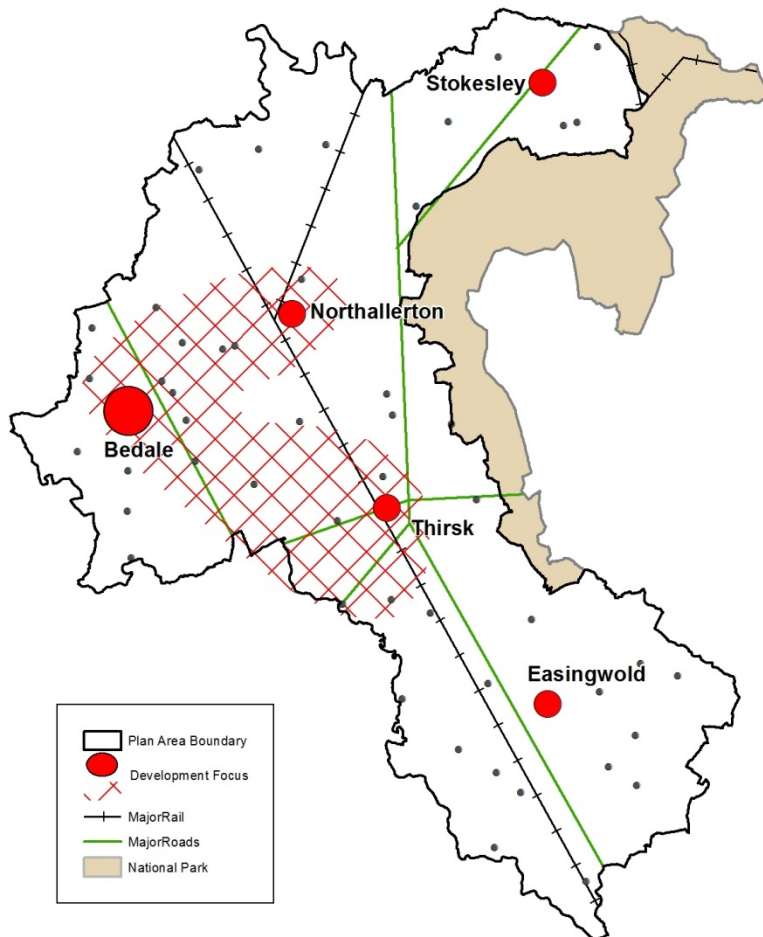 Stokesley
Northallerton
Bedale
Thirsk
Easingwold
Plan Area Boundary
Development Focus
MajorRail
MajorRoads
National Park